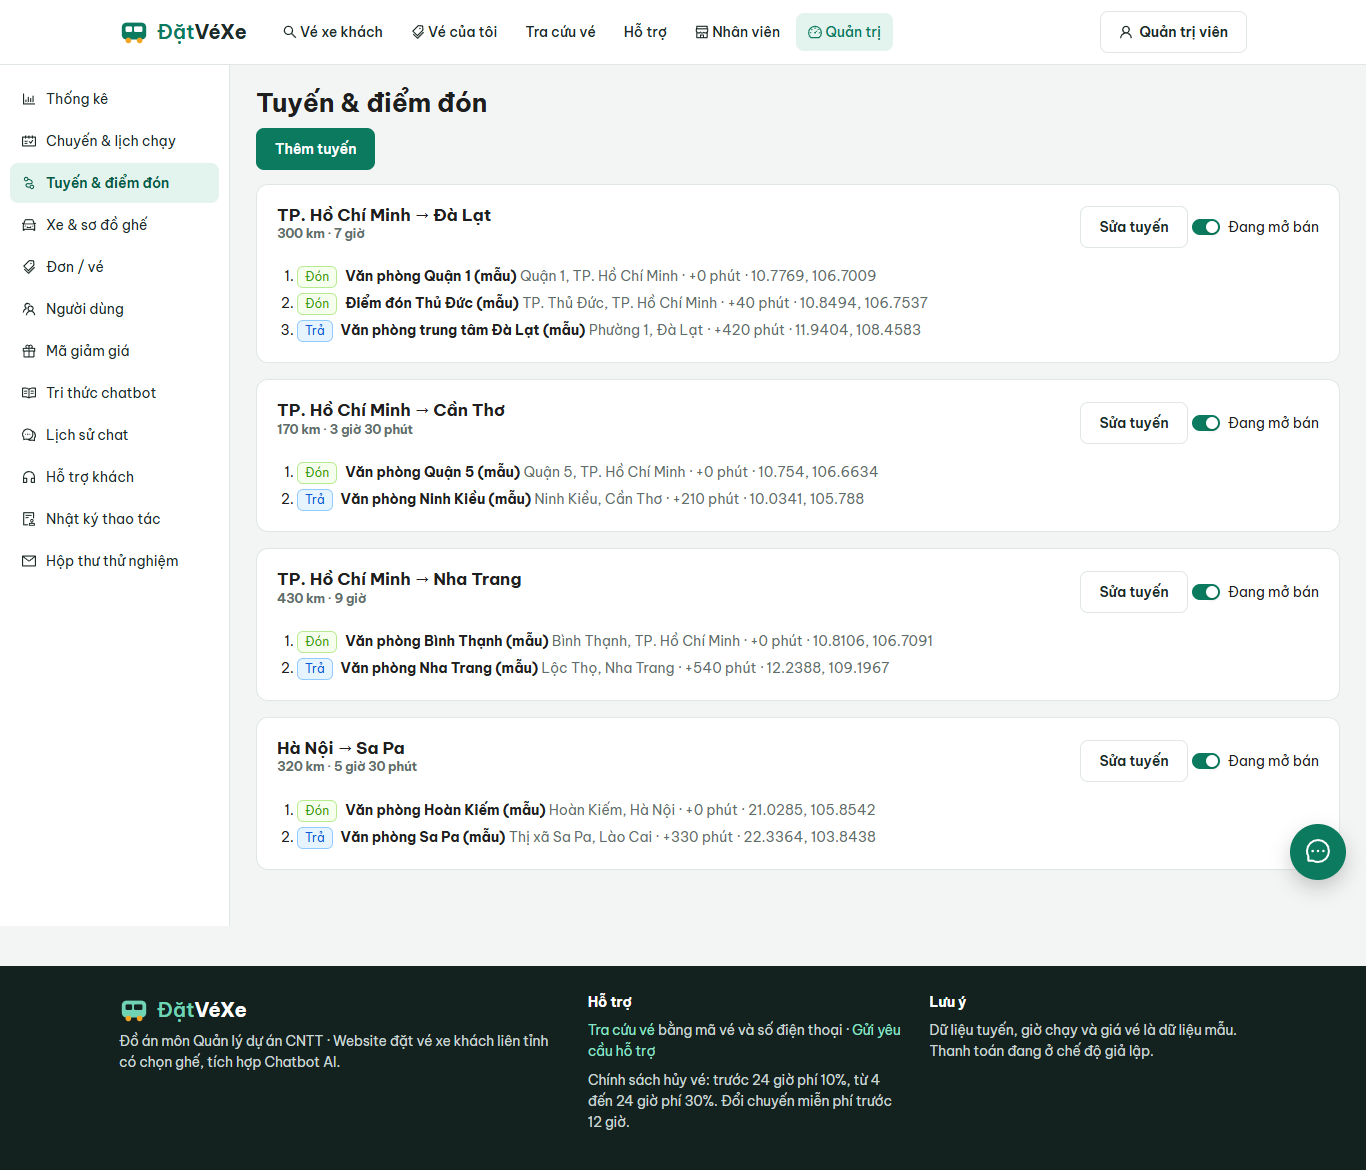 ĐặtVéXe
Vé xe khách
Vé của tôi
Tra cứu vé
Hỗ trợ
Nhân viên
Quản trị
Quản trị viên
Thống kê
Chuyến & lịch chạy
Tuyến & điểm đón
Xe & sơ đồ ghế
Đơn / vé
Người dùng
Mã giảm giá
Tri thức chatbot
Lịch sử chat
Hỗ trợ khách
Nhật ký thao tác
Hộp thư thử nghiệm
Tuyến & điểm đón
Thêm tuyến
TP. Hồ Chí Minh → Đà Lạt
300 km · 7 giờ
Sửa tuyến
Đang mở bán
1. Đón Văn phòng Quận 1 (mẫu) Quận 1, TP. Hồ Chí Minh · +0 phút · 10.7769, 106.7009
2. Đón Điểm đón Thủ Đức (mẫu) TP. Thủ Đức, TP. Hồ Chí Minh · +40 phút · 10.8494, 106.7537
3. Trả Văn phòng trung tâm Đà Lạt (mẫu) Phường 1, Đà Lạt · +420 phút · 11.9404, 108.4583
TP. Hồ Chí Minh → Cần Thơ
170 km · 3 giờ 30 phút
Sửa tuyến
Đang mở bán
1. Đón Văn phòng Quận 5 (mẫu) Quận 5, TP. Hồ Chí Minh · +0 phút · 10.754, 106.6634
2. Trả Văn phòng Ninh Kiều (mẫu) Ninh Kiều, Cần Thơ · +210 phút · 10.0341, 105.788
TP. Hồ Chí Minh → Nha Trang
430 km · 9 giờ
Sửa tuyến
Đang mở bán
1. Đón Văn phòng Bình Thạnh (mẫu) Bình Thạnh, TP. Hồ Chí Minh · +0 phút · 10.8106, 106.7091
2. Trả Văn phòng Nha Trang (mẫu) Lộc Thọ, Nha Trang · +540 phút · 12.2388, 109.1967
Hà Nội → Sa Pa
320 km · 5 giờ 30 phút
Sửa tuyến
Đang mở bán
1. Đón Văn phòng Hoàn Kiếm (mẫu) Hoàn Kiếm, Hà Nội · +0 phút · 21.0285, 105.8542
2. Trả Văn phòng Sa Pa (mẫu) Thị xã Sa Pa, Lào Cai · +330 phút · 22.3364, 103.8438
ĐặtVéXe
Đồ án môn Quản lý dự án CNTT · Website đặt vé xe khách liên tỉnh
có chọn ghế, tích hợp Chatbot AI.
Hỗ trợ
Tra cứu vé bằng mã vé và số điện thoại · Gửi yêu
cầu hỗ trợ
Chính sách hủy vé: trước 24 giờ phí 10%, từ 4
đến 24 giờ phí 30%. Đổi chuyến miễn phí trước
12 giờ.
Lưu ý
Dữ liệu tuyến, giờ chạy và giá vé là dữ liệu mẫu.
Thanh toán đang ở chế độ giả lập.